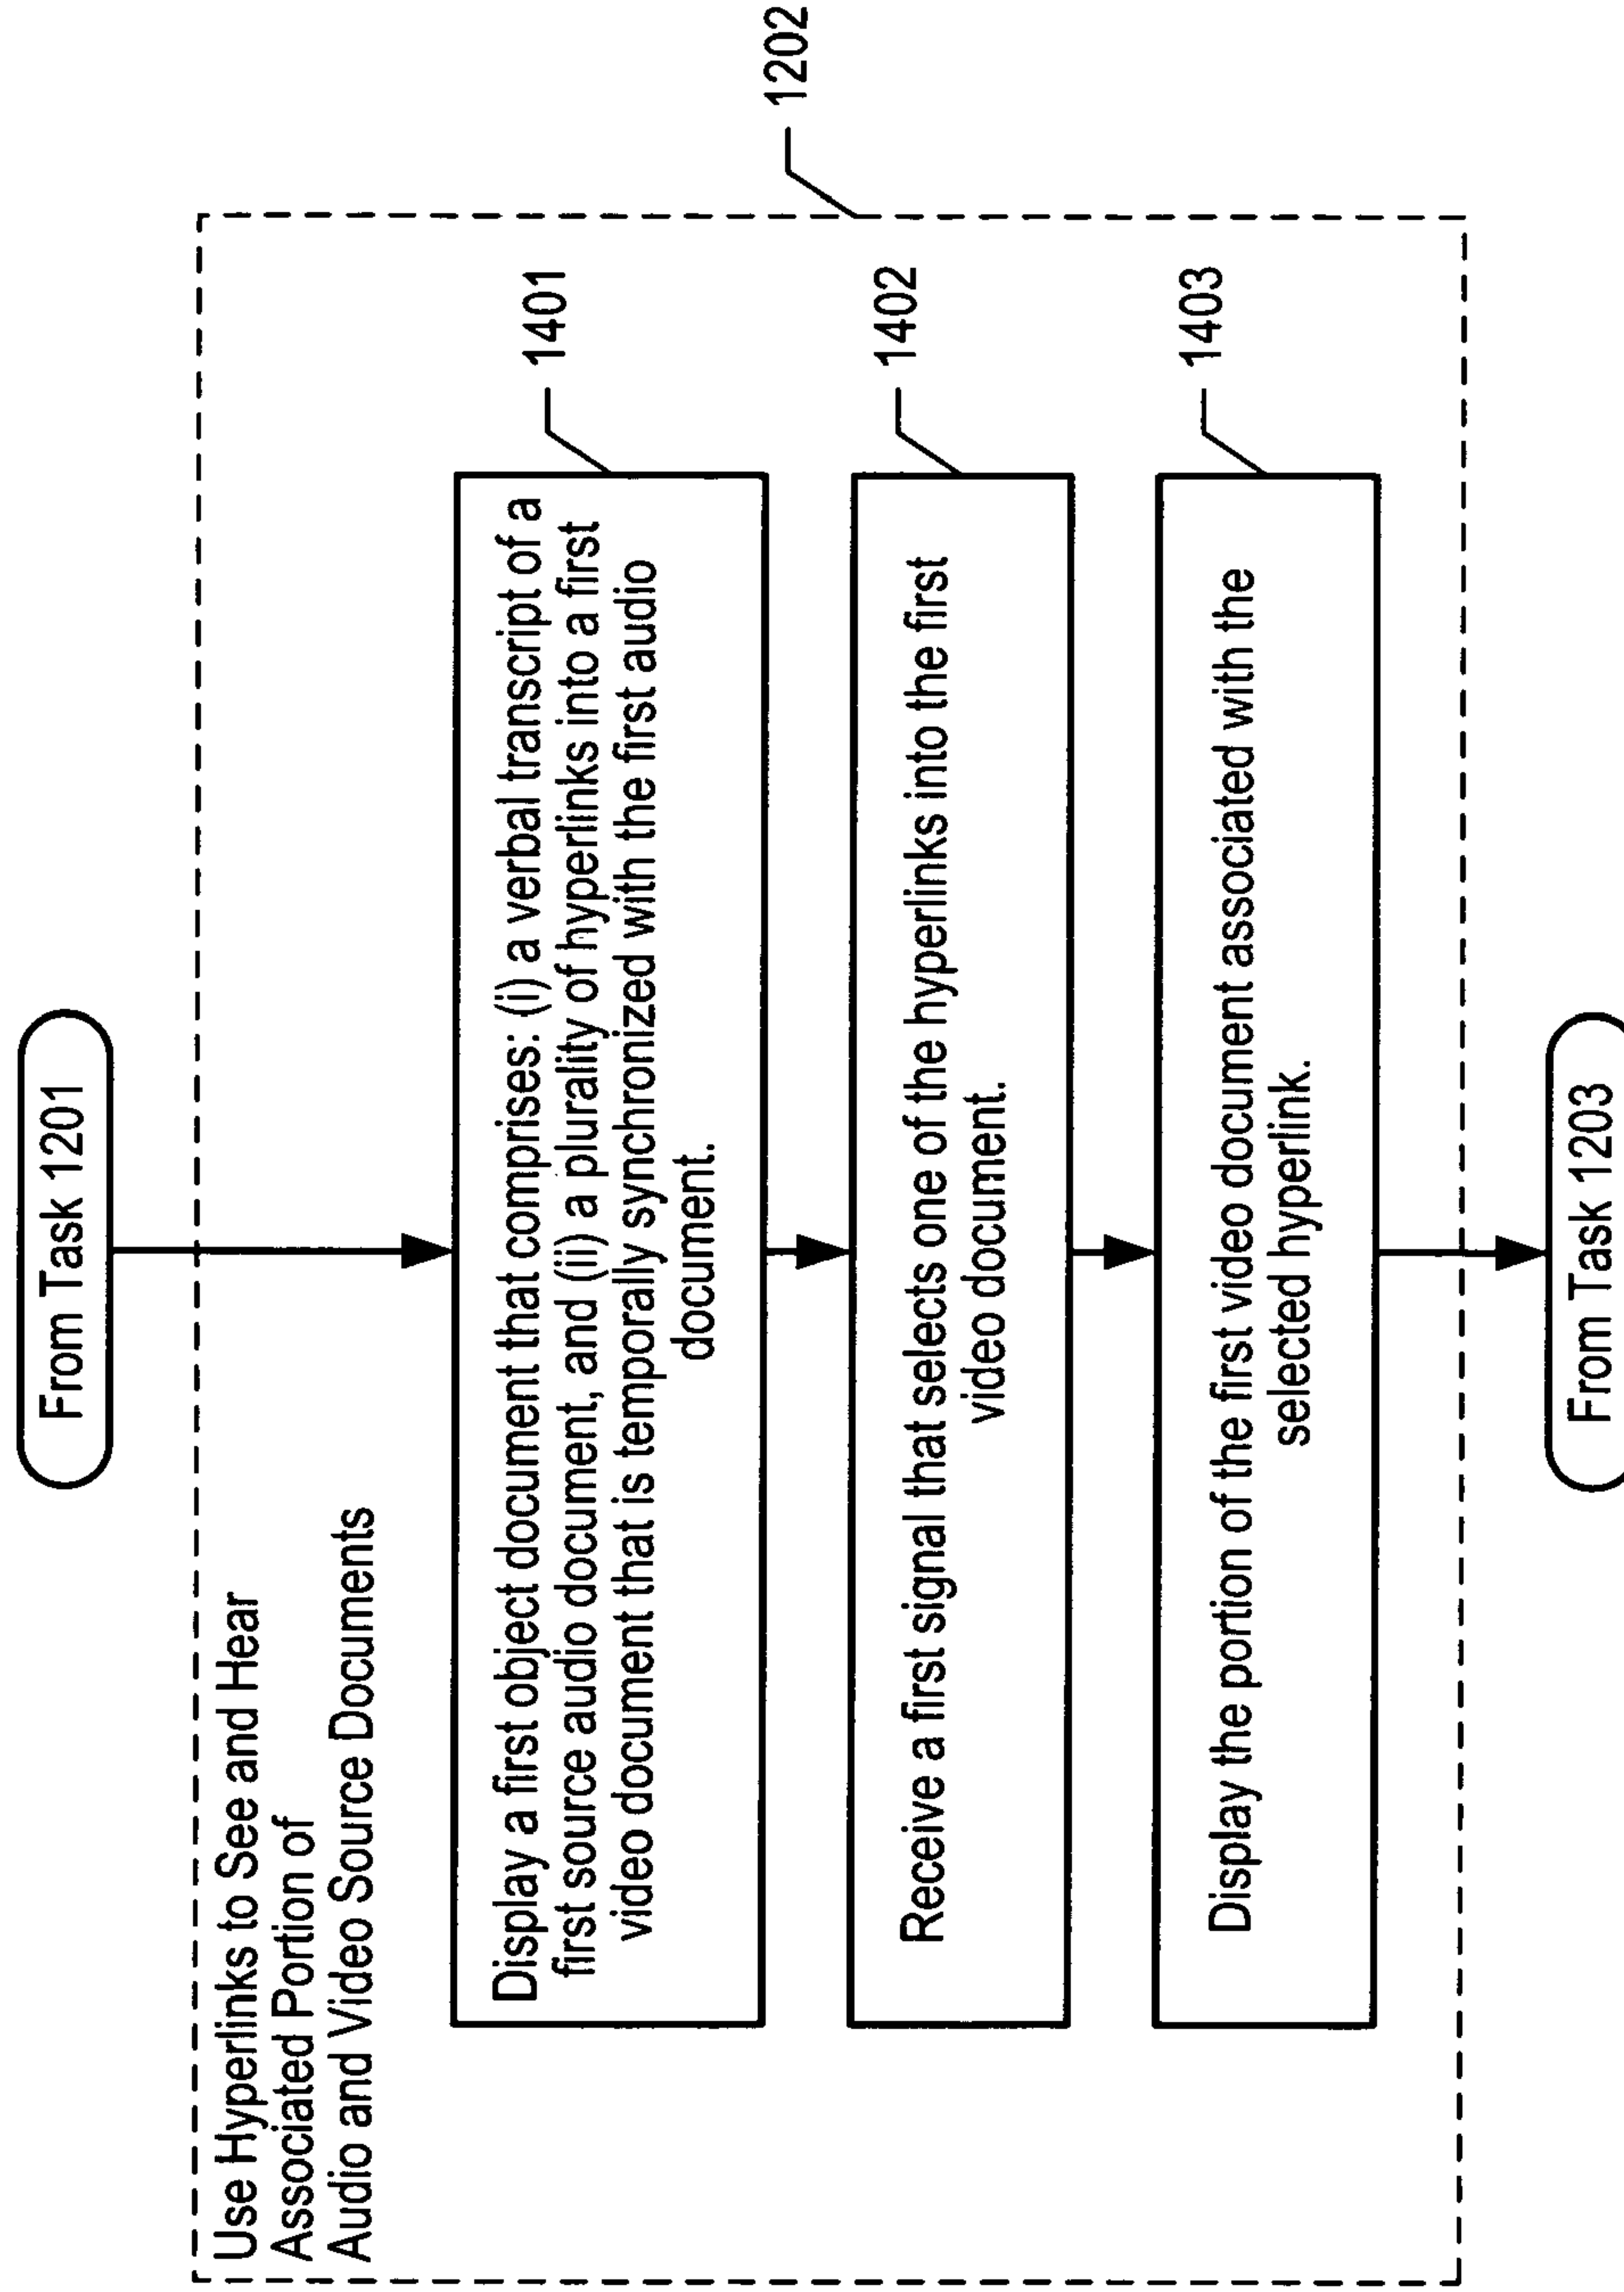 From Task 1201
Use Hyperlinks to See and Hear
Associated Portion of
Audio and Video Source Documents
1202
Display a first object document that comprises: (i) a verbal transcript of a
first source audio document, and (ii) a plurality of hyperlinks into a first
video document that is temporally synchronized with the first audio
document.
1401
Receive a first signal that selects one of the hyperlinks into the first
video document.
1402
Display the portion of the first video document associated with the
selected hyperlink.
1403
From Task 1203